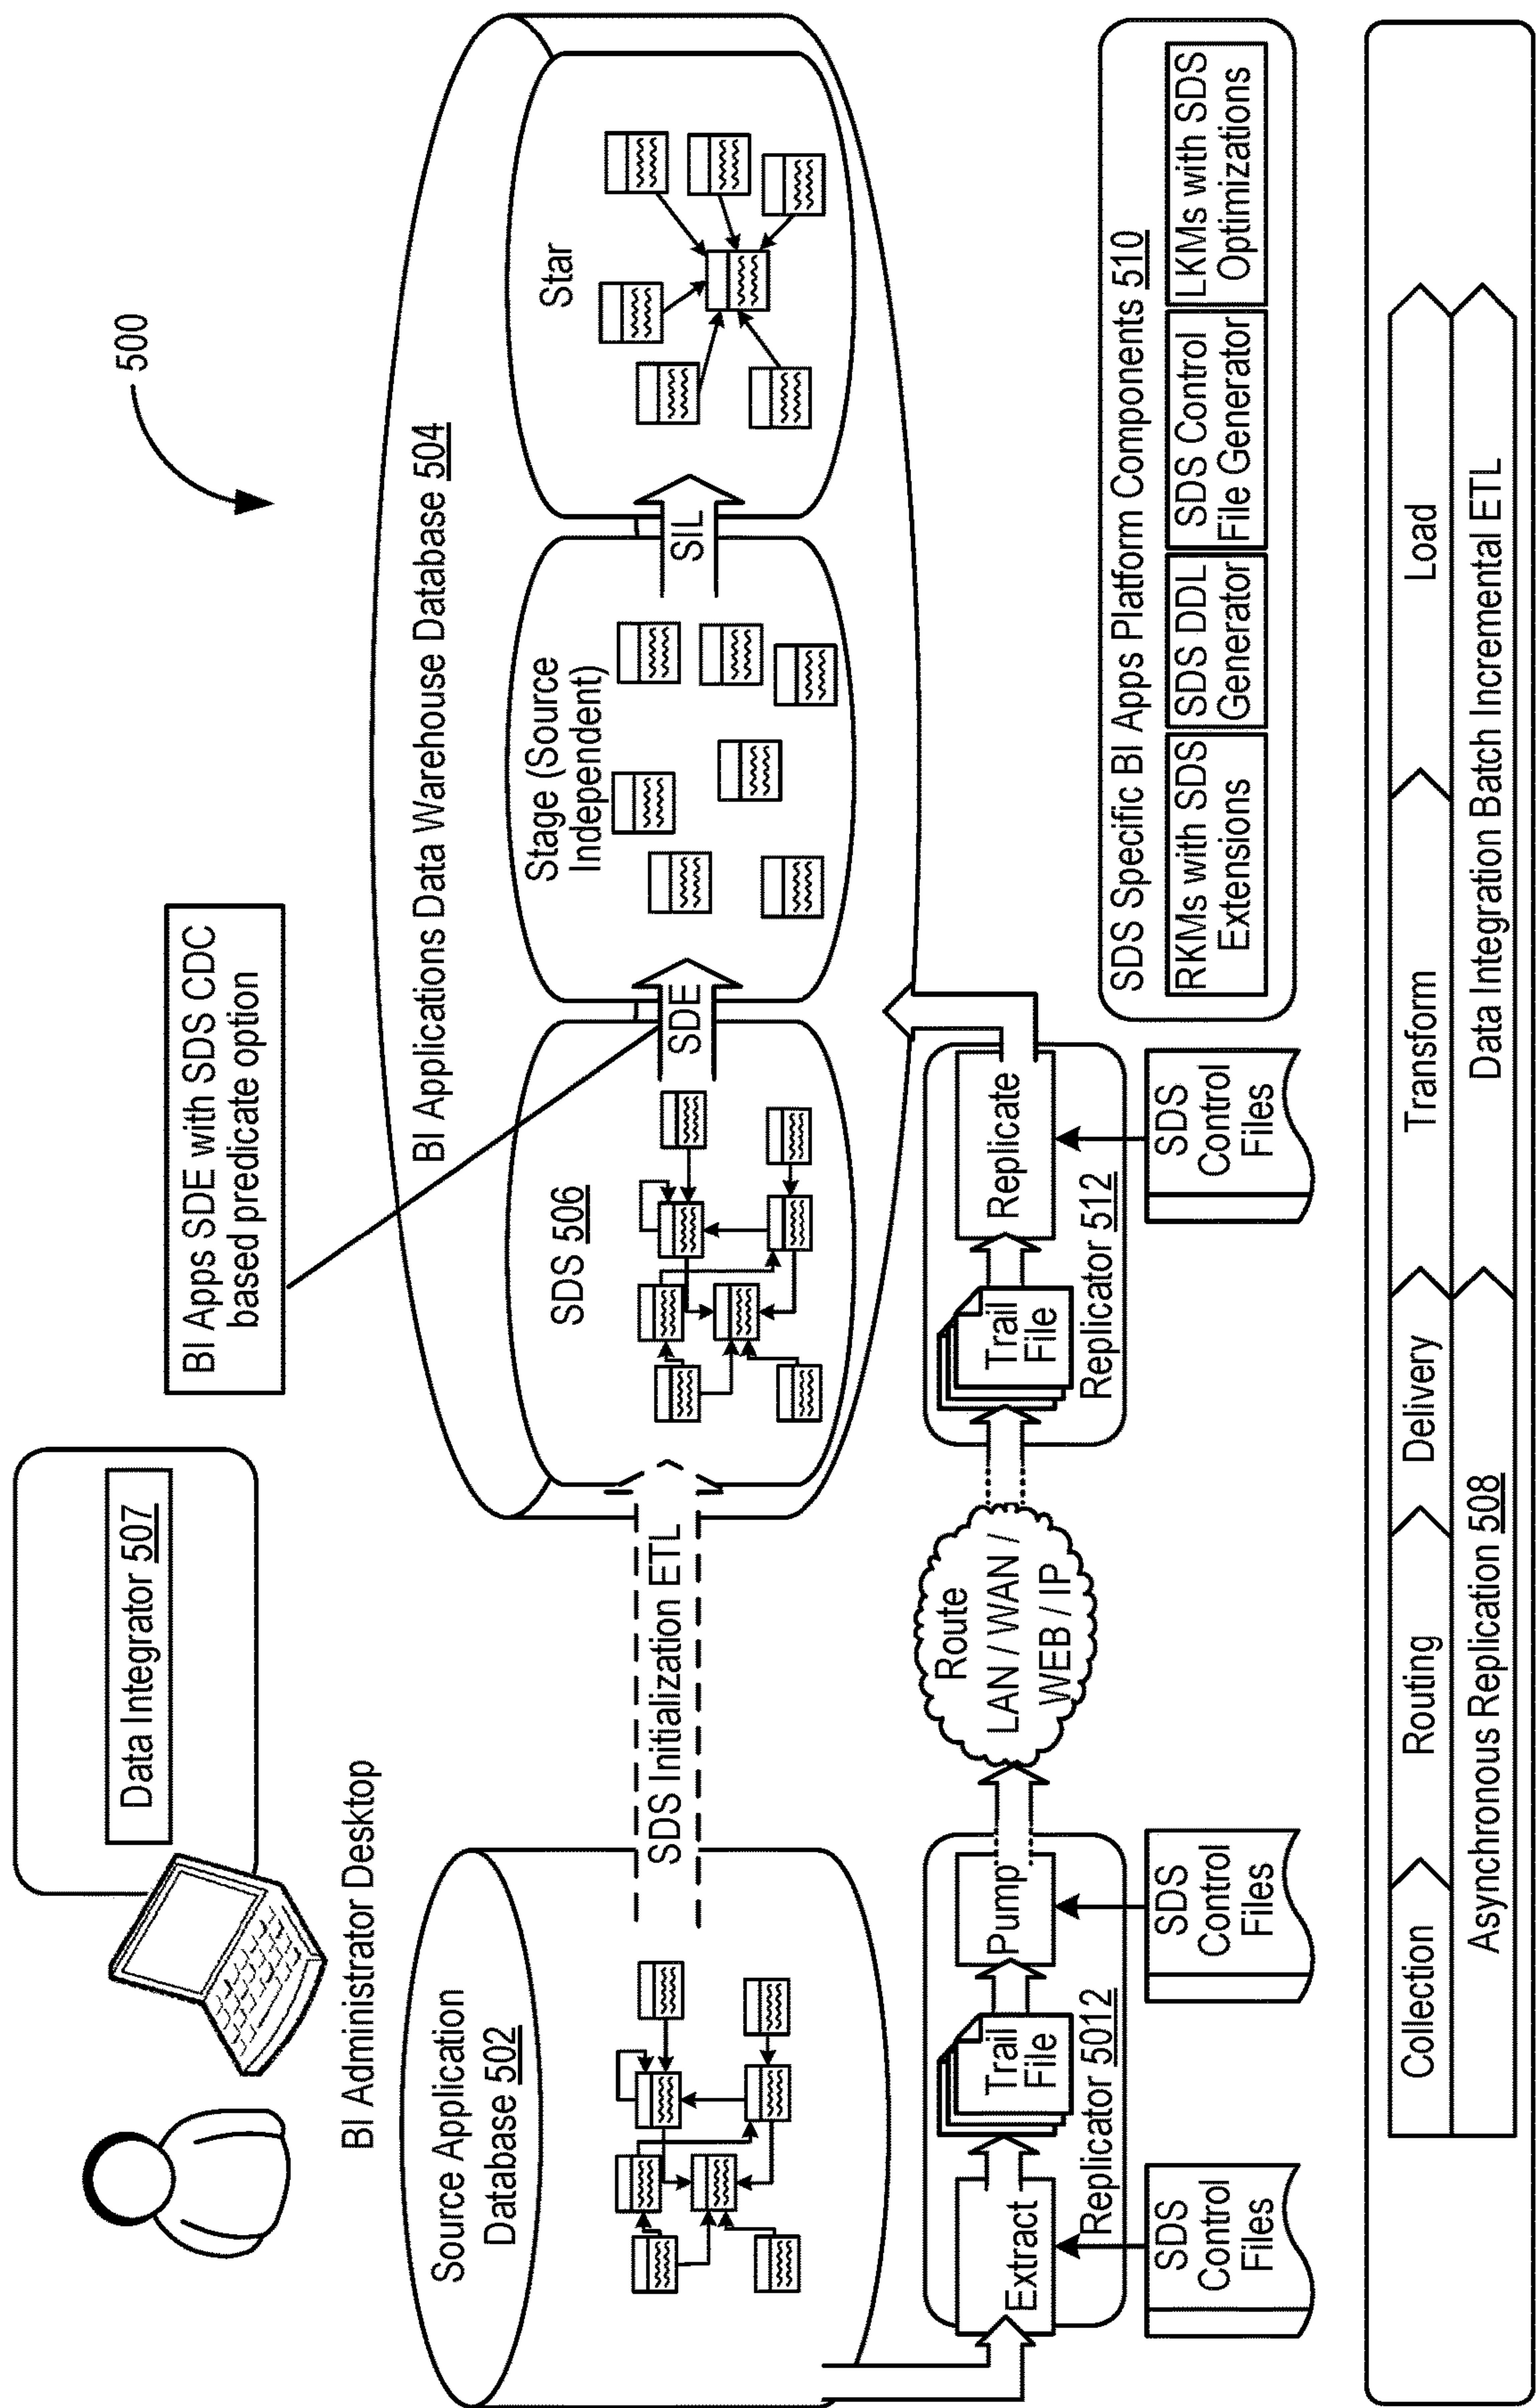 500
Data Integrator 507
BI Administrator Desktop
BI Apps SDE with SDS CDC
based predicate option
Source Application
Database 502
SDS Initialization ETL
BI Applications Data Warehouse Database 504
SDS 506
SDE
Stage (Source
Independent)
SIL
Star
Extract
Trail
File
Pump
Replicator 5012
Route
LAN / WAN /
WEB / IP
Trail
File
Replicate
Replicator 512
SDS
Control
Files
SDS
Control
Files
SDS
Control
Files
SDS Specific BI Apps Platform Components 510
RKMs with SDS
Extensions
SDS DDL
Generator
SDS Control
File Generator
LKMs with SDS
Optimizations
Collection
Routing
Delivery
Transform
Load
Asynchronous Replication 508
Data Integration Batch Incremental ETL